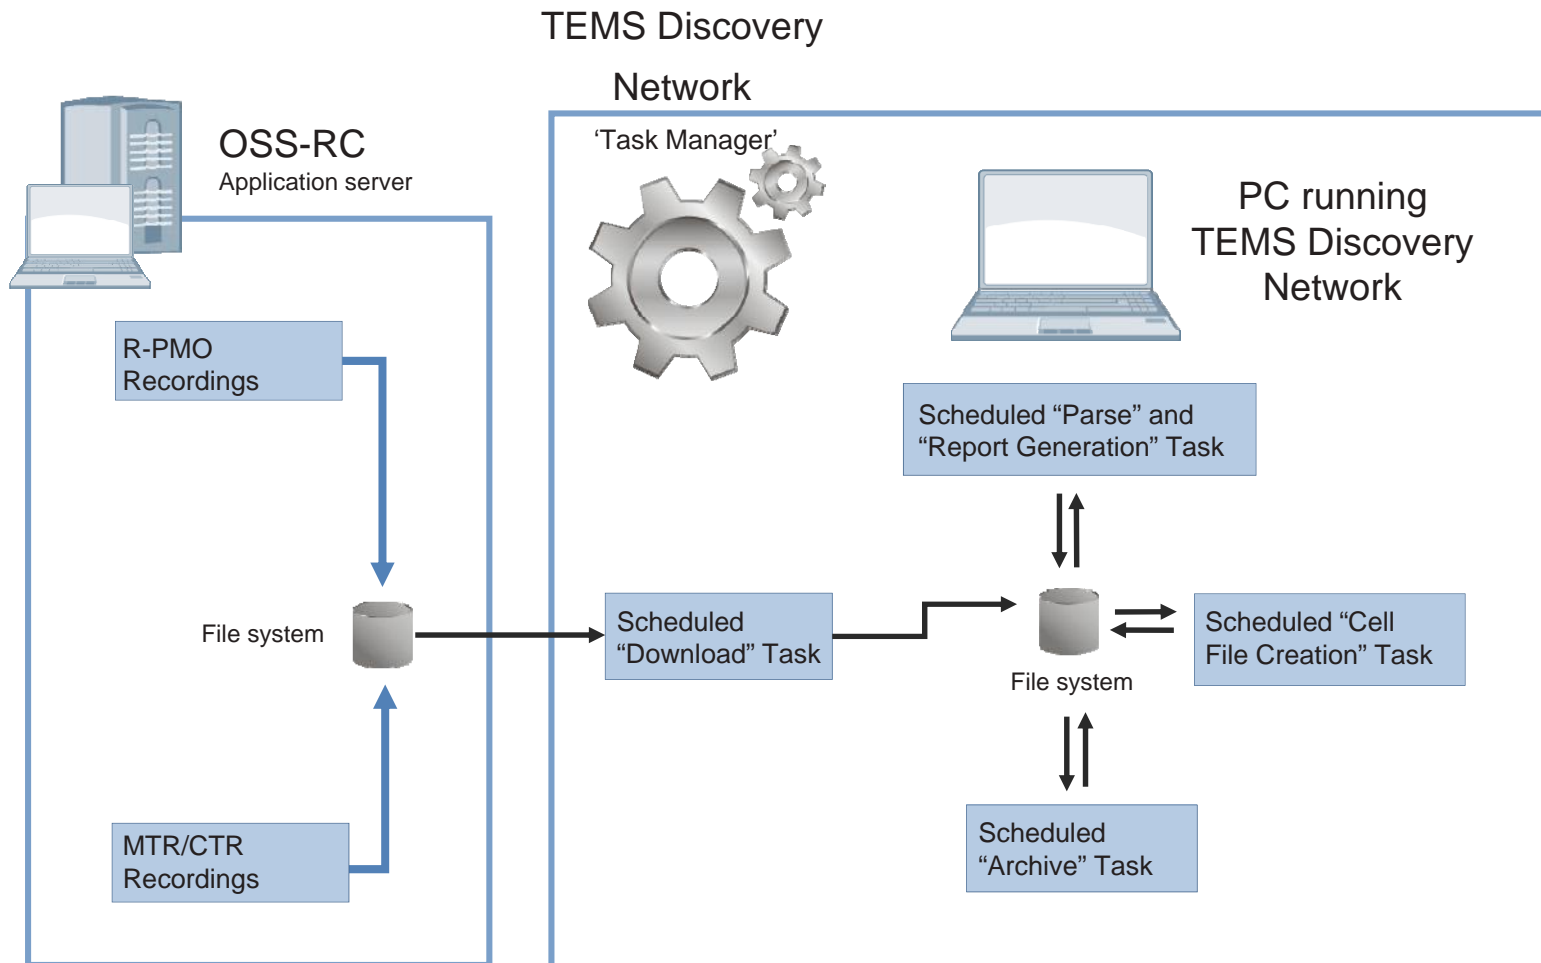 TEMS Discovery
Network
OSS-RC
Application server
‘Task Manager’
PC running
TEMS Discovery
Network
R-PMO
Recordings
Scheduled “Parse” and
“Report Generation” Task
File system
Scheduled
“Download” Task
Scheduled “Cell
File Creation” Task
File system
MTR/CTR
Recordings
Scheduled
“Archive” Task